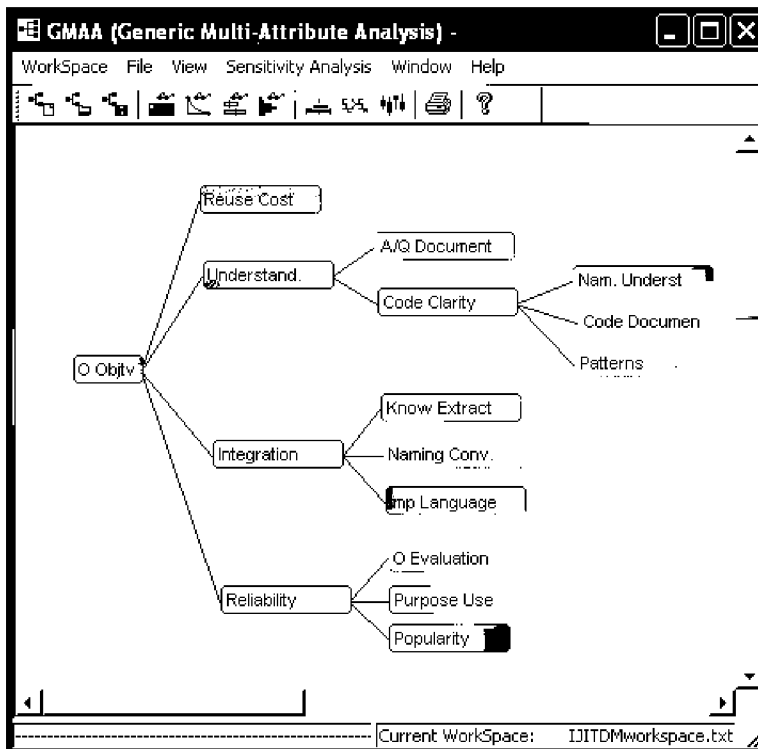 GMAA (Generic Multi-Attribute Analysis) -
WorkSpace File View Sensitivity Analysis Window Help
Reuse Cost
A/Q Document
Understand.
Nam. Underst
Code Clarity
Code Documen
Patterns
O Objtv
Know Extract
Integration
Naming Conv.
mp Language
O Evaluation
Reliability
Purpose Use
Popularity
Current WorkSpace: IJITDMworkspace.txt